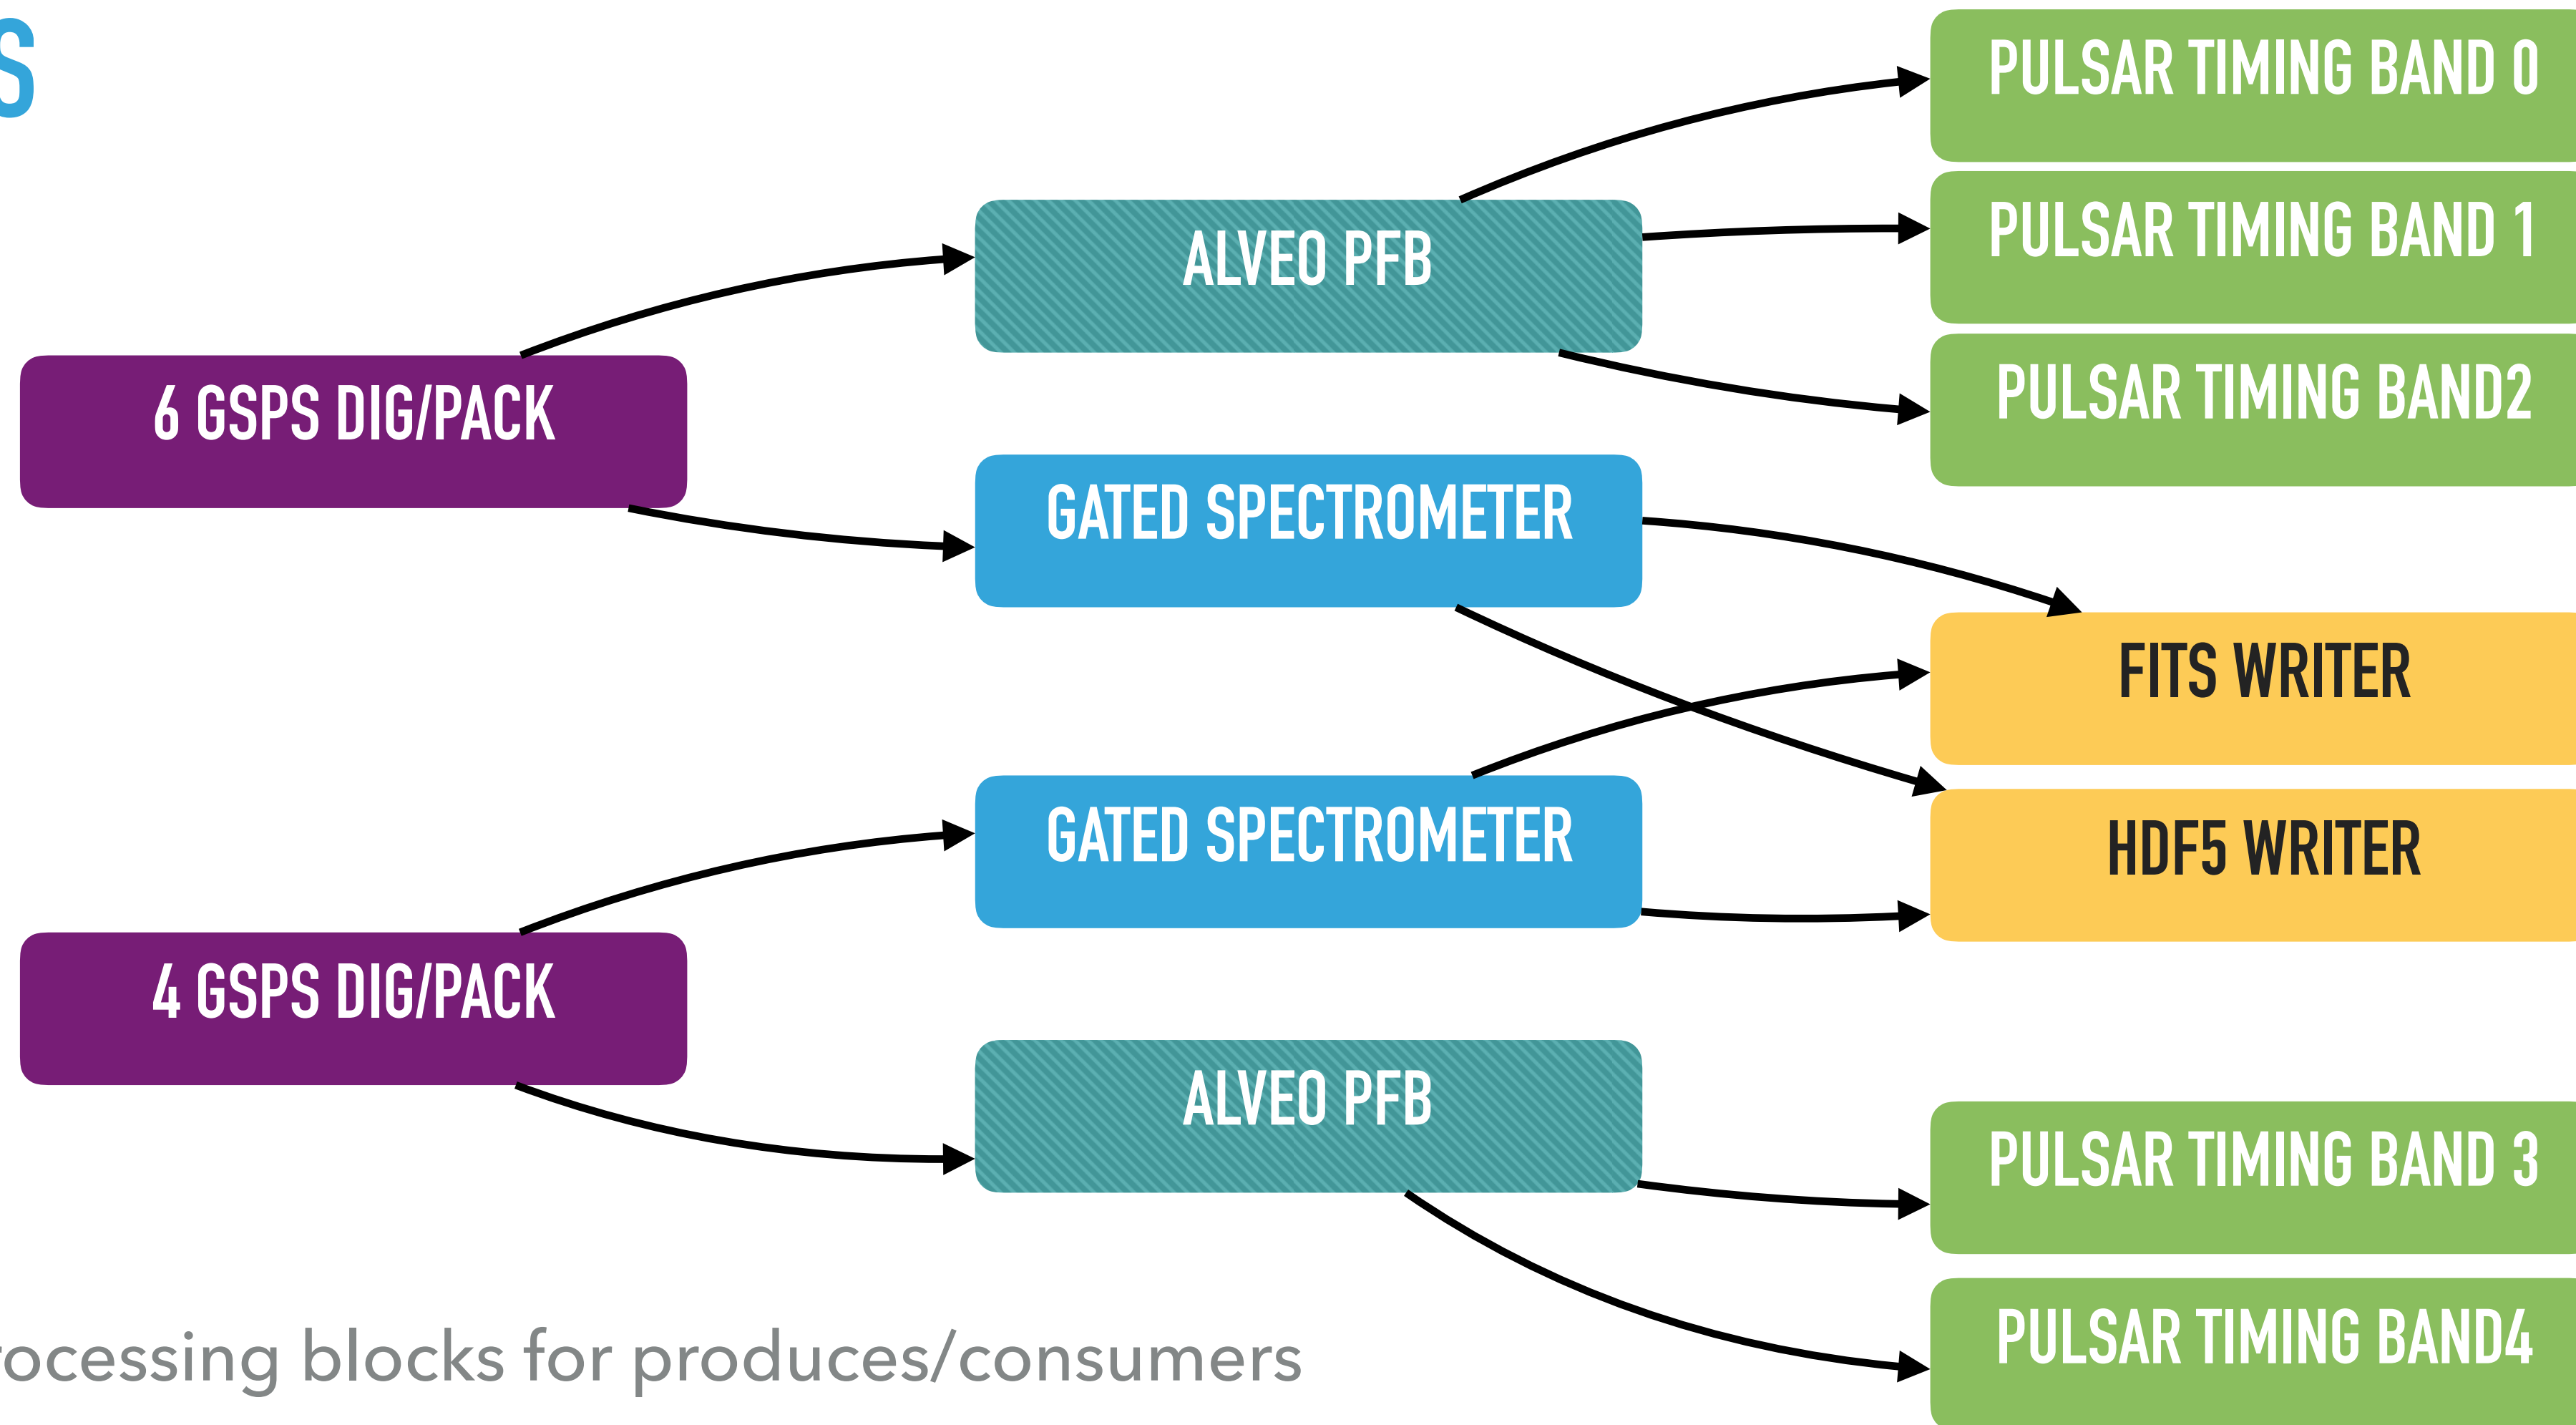 S
PULSAR TIMING BAND 0
PULSAR TIMING BAND 1
ALVEO PFB
PULSAR TIMING BAND2
6 GSPS DIG/PACK
GATED SPECTROMETER
FITS WRITER
GATED SPECTROMETER
HDF5 WRITER
4 GSPS DIG/PACK
ALVEO PFB
PULSAR TIMING BAND 3
PULSAR TIMING BAND4
ocessing blocks for produces/consumers